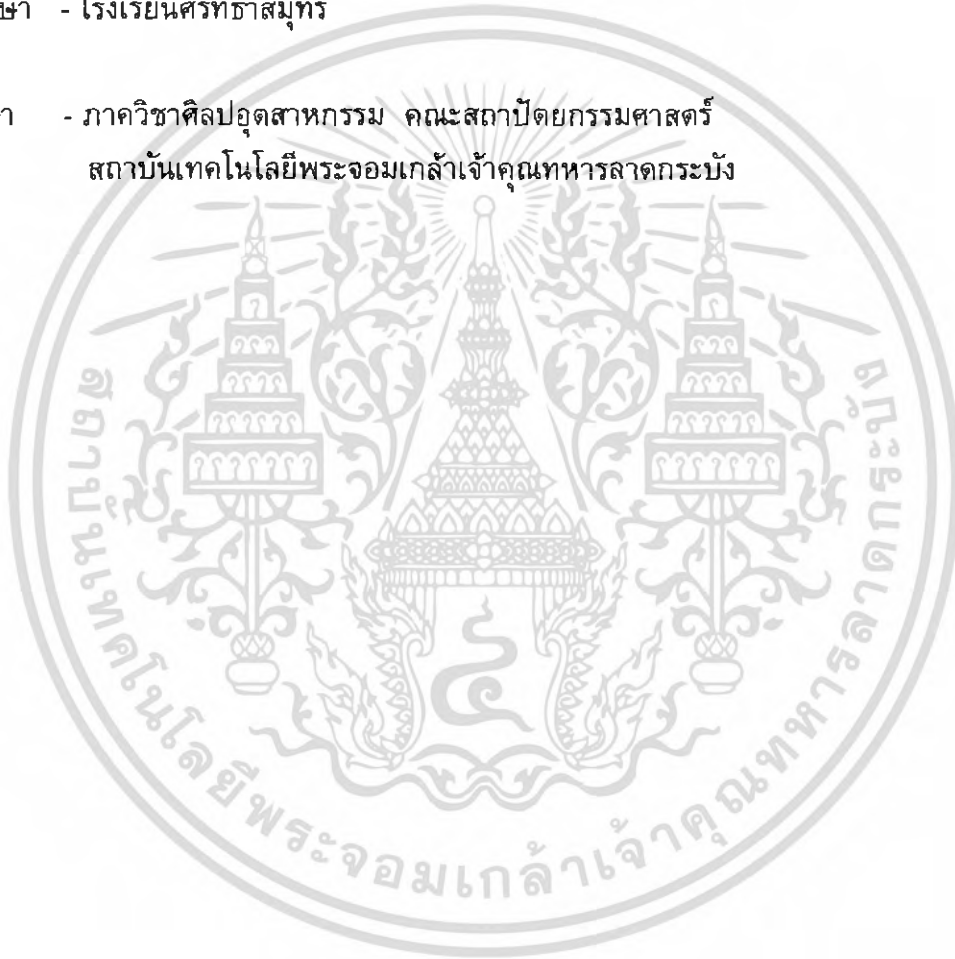 ษา - โรงเรียนศรัทธาสมุทร
า - ภาควิชาศิลปอุตสาหกรรม คณะสถาปัตยกรรมศาสตร์
สถาบันเทคโนโลยีพระจอมเกล้าเจ้าคุณทหารลาดกระบัง
สถาบันเทคโนโลยีพระจอมเกล้าเจ้าคุณทหารลาดกระบัง
๔